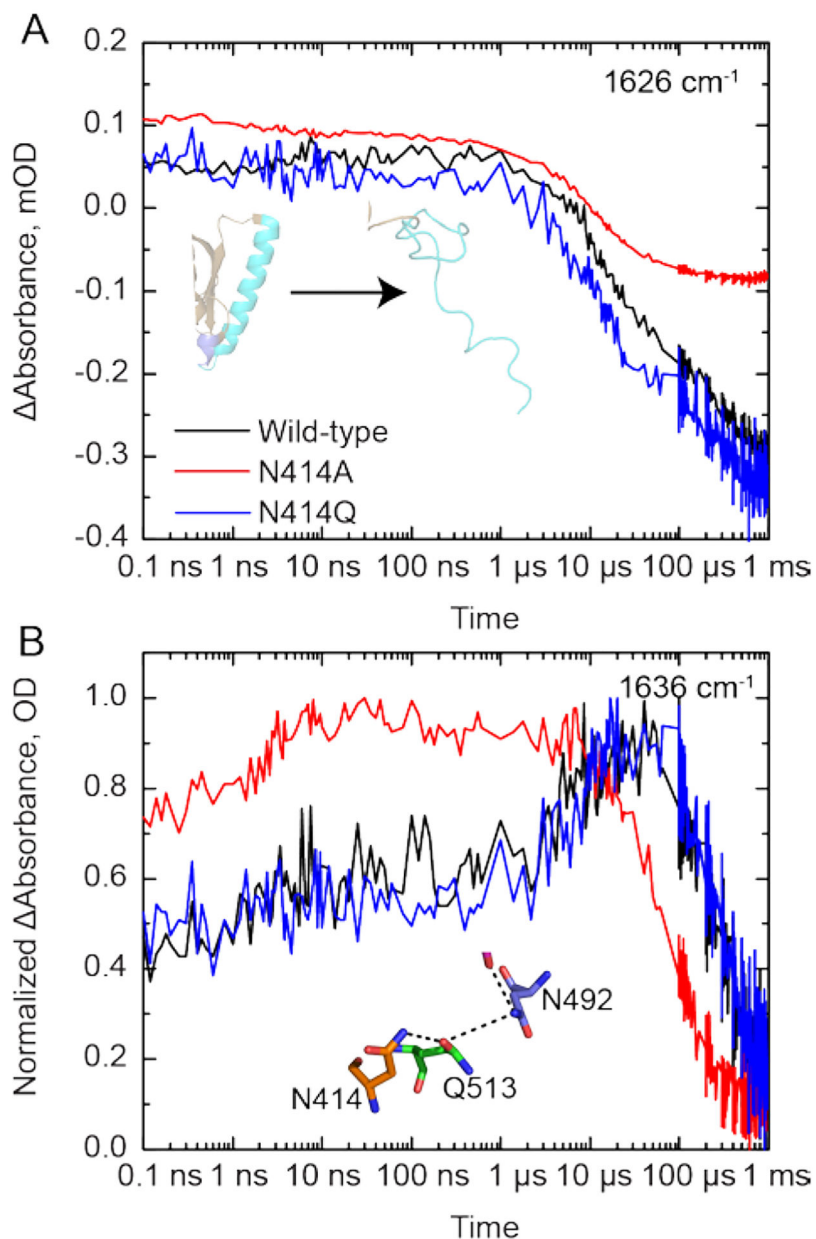 A
1626 cm⁻¹
0.2
0.1
0.0
-0.1
-0.2
-0.3
-0.4
ΔAbsorbance, mOD
Wild-type
N414A
N414Q
0.1 ns 1 ns 10 ns 100 ns 1 µs 10 µs 100 µs 1 ms
Time
B
1636 cm⁻¹
1.0
0.8
0.6
0.4
0.2
0.0
Normalized ΔAbsorbance, OD
N492
N414
Q513
0.1 ns 1 ns 10 ns 100 ns 1 µs 10 µs 100 µs 1 ms
Time